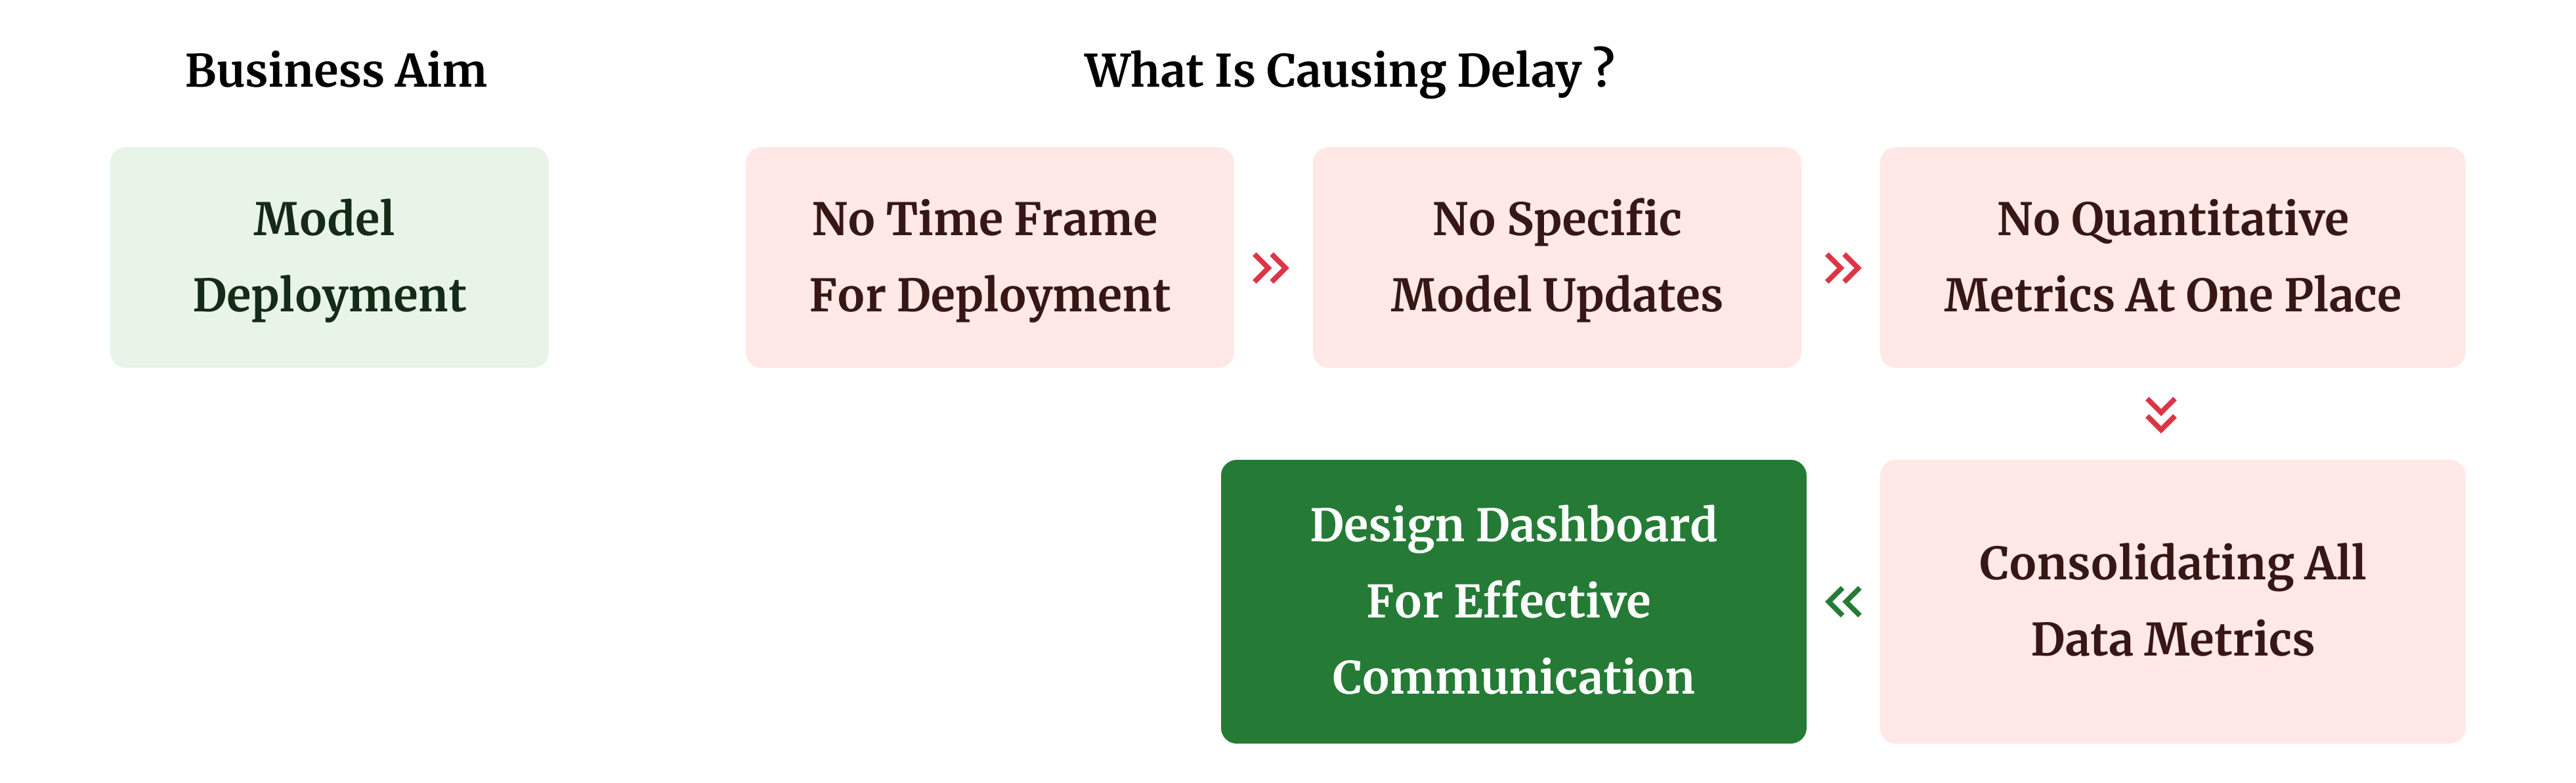 Business Aim
What Is Causing Delay ?
Model
Deployment
No Time Frame
For Deployment
No Specific
Model Updates
No Quantitative
Metrics At One Place
Consolidating All
Data Metrics
Design Dashboard
For Effective
Communication